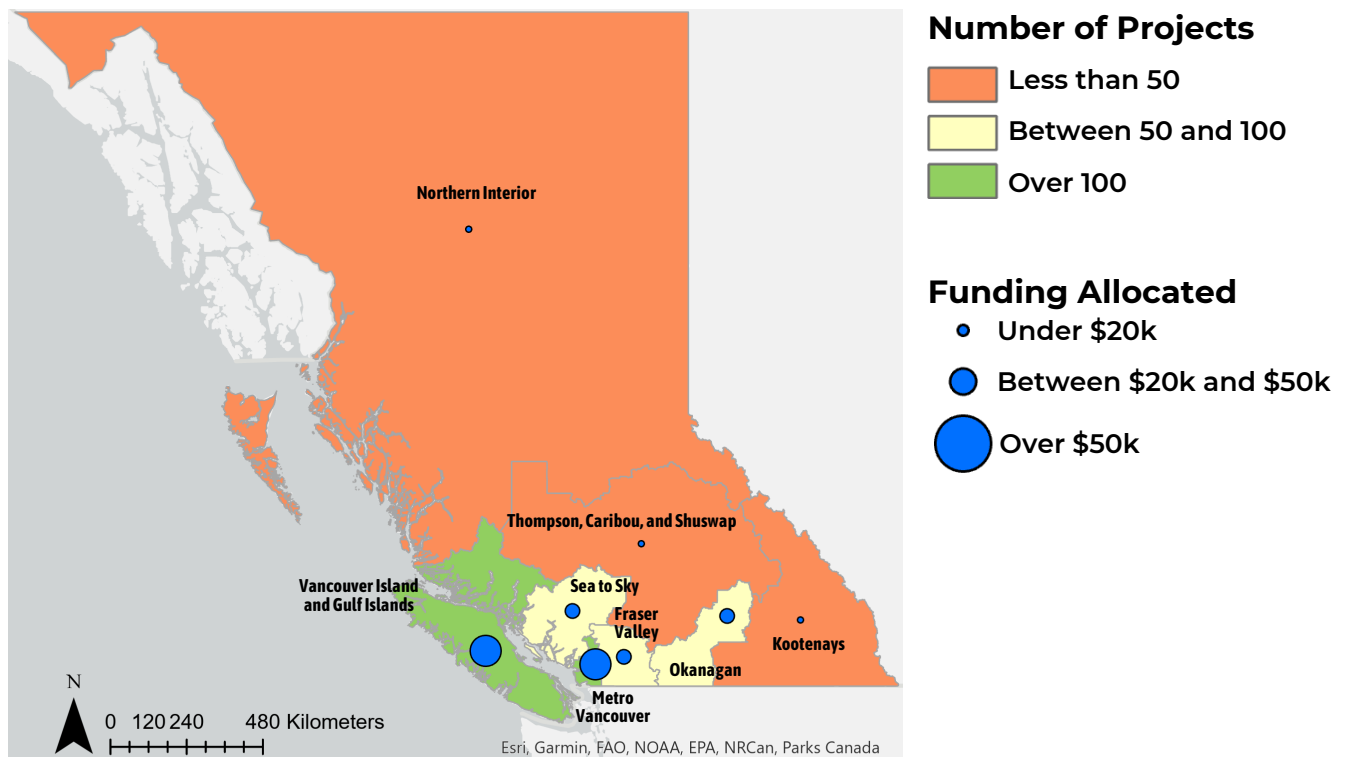 Northern Interior
Thompson, Caribou, and Shuswap
Vancouver Island
and Gulf Islands
Sea to Sky
Fraser
Valley
Kootenays
Okanagan
Metro
Vancouver
N
0 120 240 480 Kilometers
Esri, Garmin, FAO, NOAA, EPA, NRCan, Parks Canada
Number of Projects
Less than 50
Between 50 and 100
Over 100
Funding Allocated
Under $20k
Between $20k and $50k
Over $50k